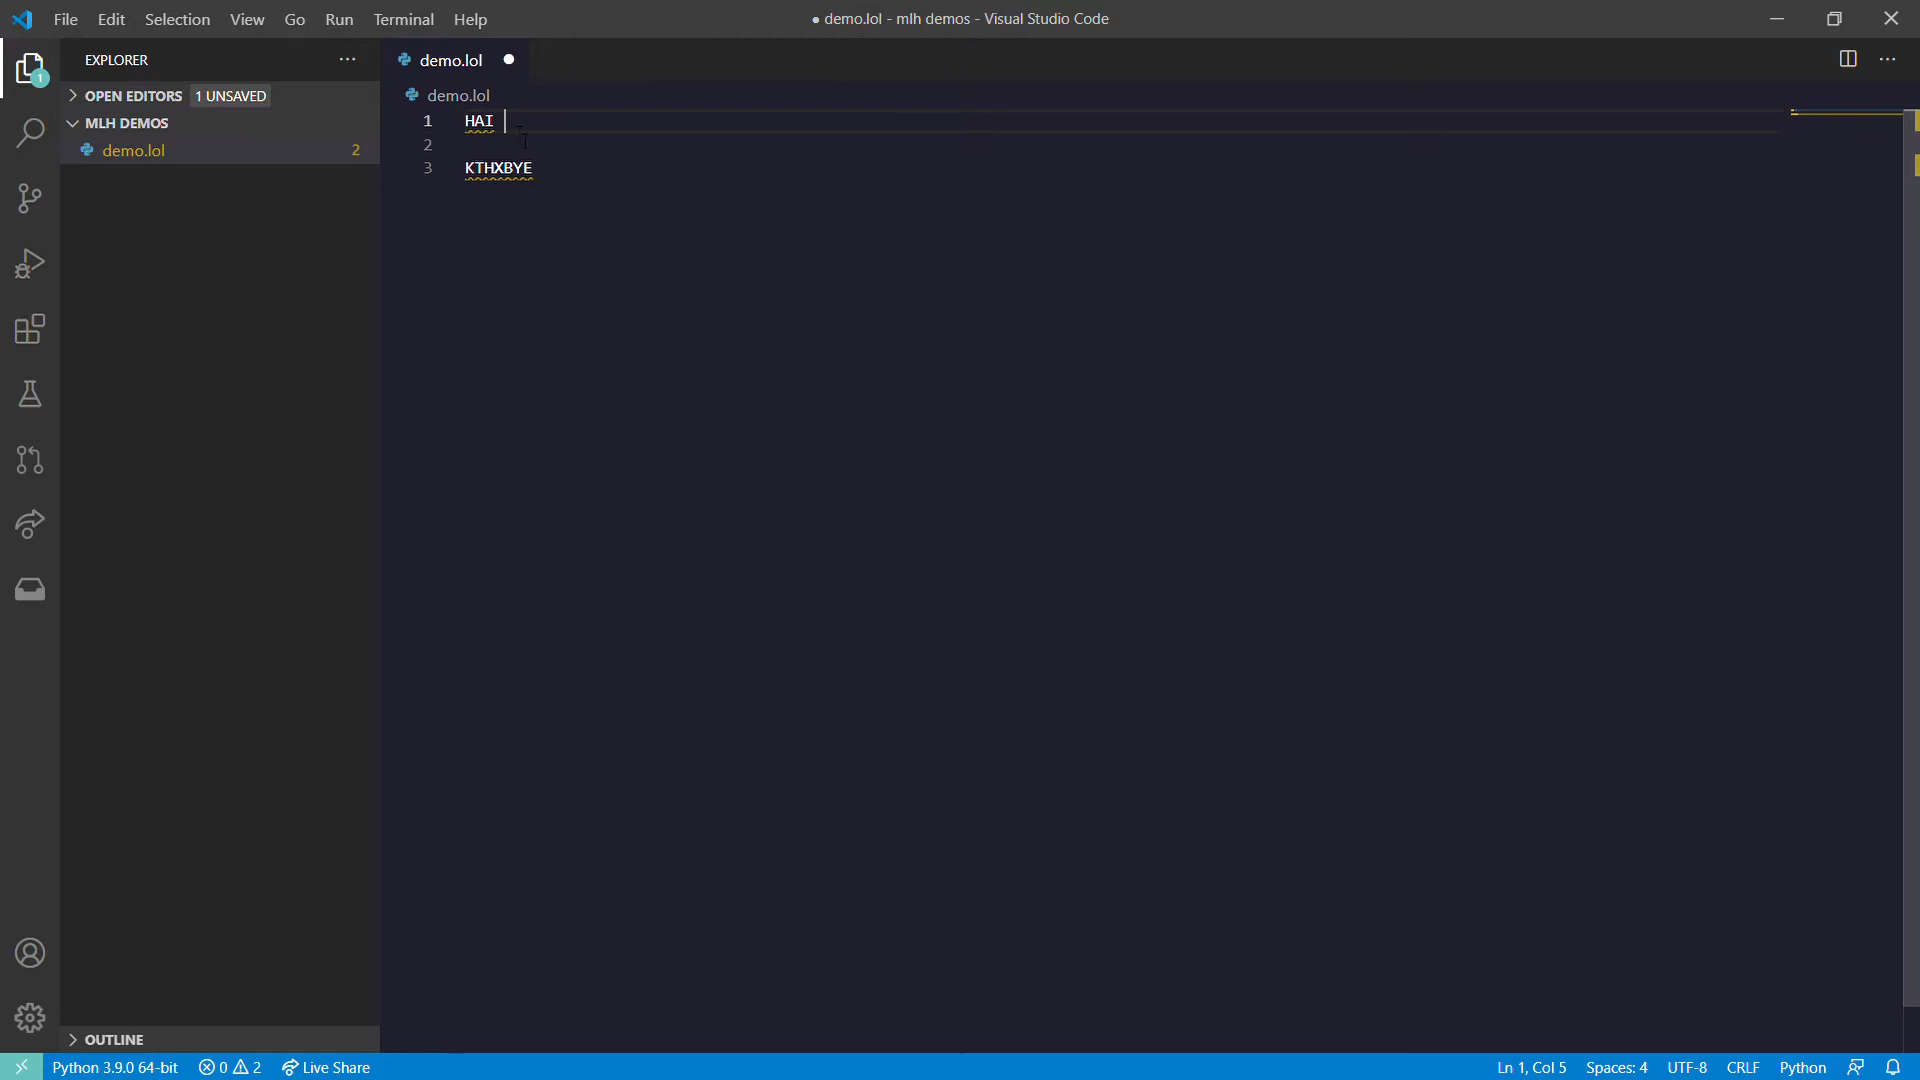 File Edit Selection View Go Run Terminal Help
● demo.lol - mlh demos - Visual Studio Code
1
EXPLORER
demo.lol
OPEN EDITORS 1 UNSAVED
demo.lol
MLH DEMOS
demo.lol 2
1 HAI
2
3 KTHXBYE
OUTLINE
Python 3.9.0 64-bit 0 2 Live Share
Ln 1, Col 5 Spaces: 4 UTF-8 CRLF Python